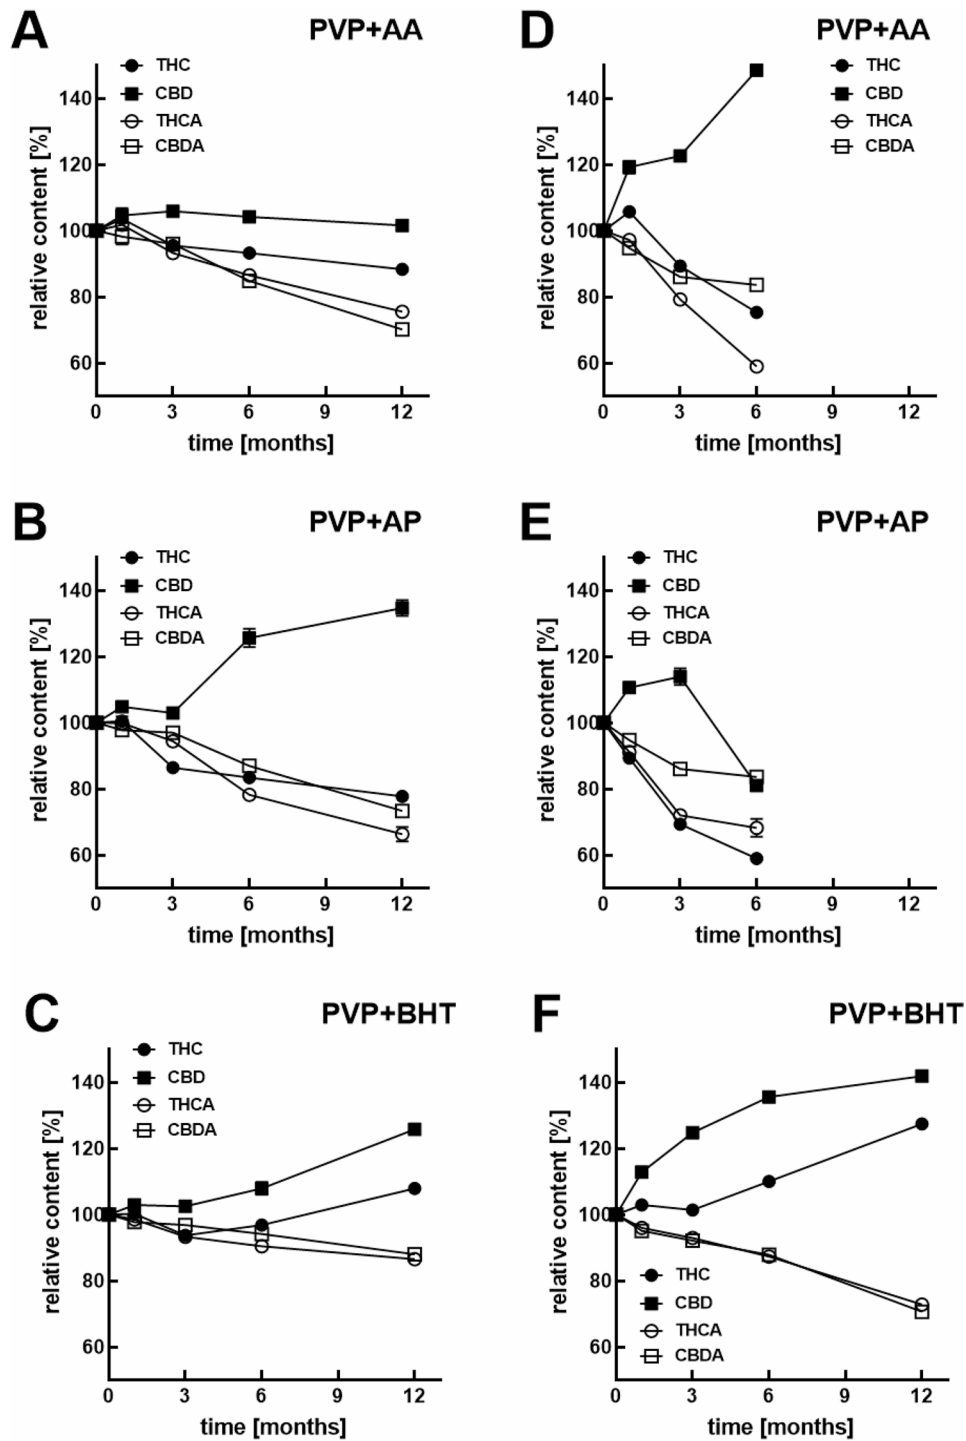 A PVP+AA
THC
CBD
THCA
CBDA
relative content [%]
140
120
100
80
60
0 3 6 9 12
time [months]
D PVP+AA
THC
CBD
THCA
CBDA
relative content [%]
140
120
100
80
60
0 3 6 9 12
time [months]
B PVP+AP
THC
CBD
THCA
CBDA
relative content [%]
140
120
100
80
60
0 3 6 9 12
time [months]
E PVP+AP
THC
CBD
THCA
CBDA
relative content [%]
140
120
100
80
60
0 3 6 9 12
time [months]
C PVP+BHT
THC
CBD
THCA
CBDA
relative content [%]
140
120
100
80
60
0 3 6 9 12
time [months]
F PVP+BHT
relative content [%]
140
120
100
80
60
THC
CBD
THCA
CBDA
0 3 6 9 12
time [months]